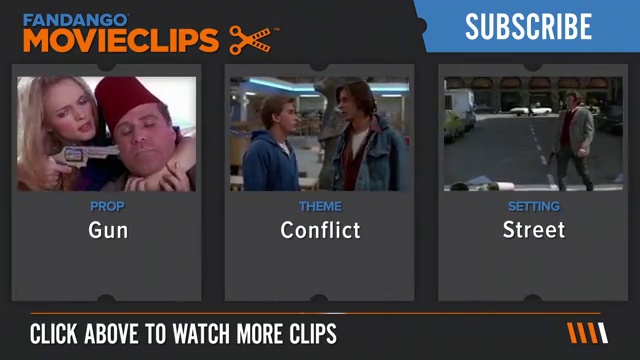 FANDANGO
MOVIECLIPS
SUBSCRIBE
PROP
Gun
THEME
Conflict
SETTING
Street
CLICK ABOVE TO WATCH MORE CLIPS